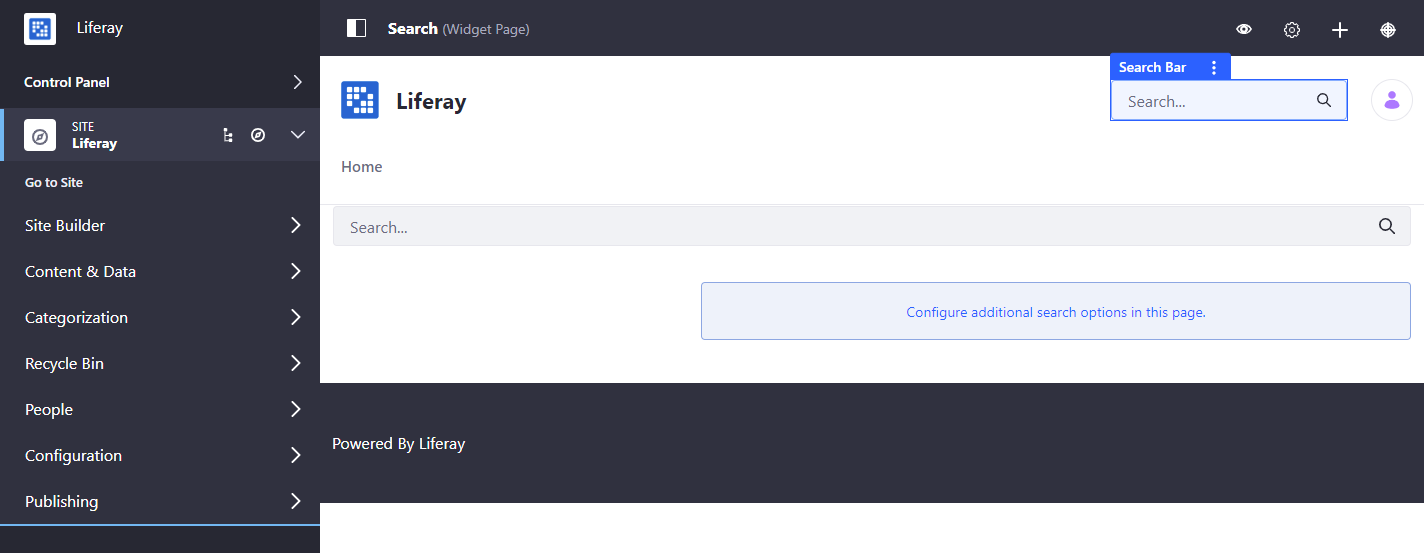 Liferay
Search (Widget Page)
Control Panel
SITE
Liferay
Go to Site
Site Builder
Content & Data
Categorization
Recycle Bin
People
Configuration
Publishing
Search Bar
Liferay
Search...
Home
Search...
Configure additional search options in this page.
Powered By Liferay